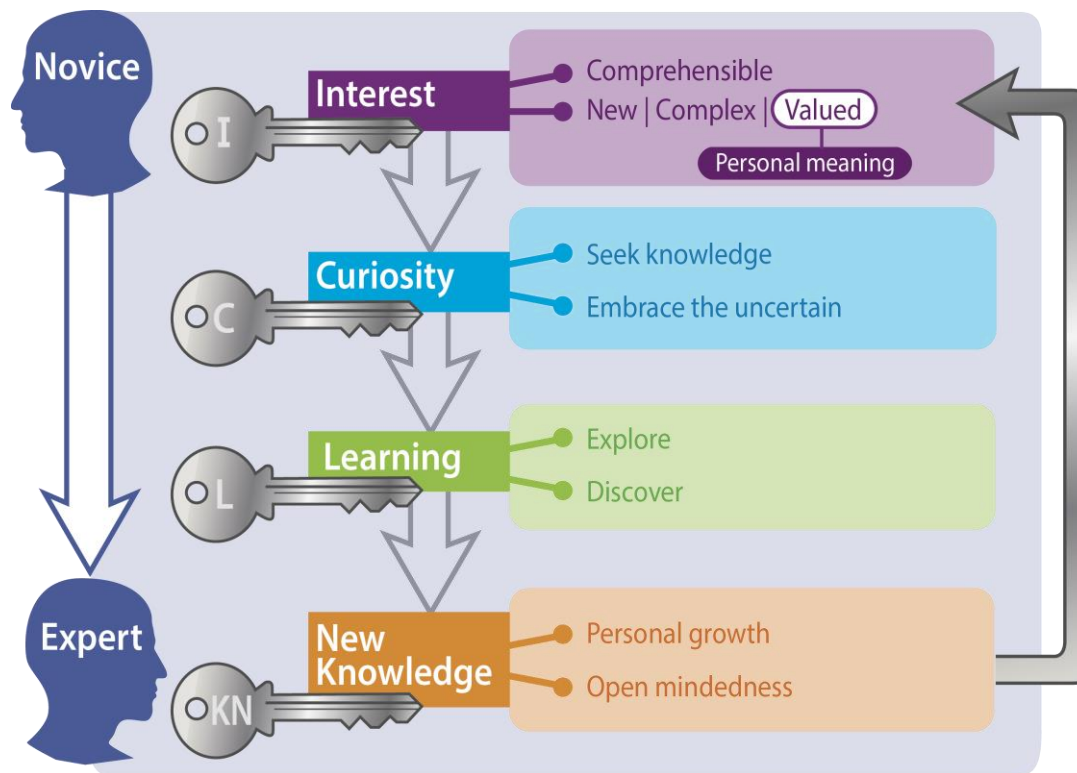 Novice
I
Interest
Comprehensible
New | Complex | Valued
Personal meaning
C
Curiosity
Seek knowledge
Embrace the uncertain
L
Learning
Explore
Discover
Expert
KN
New
Knowledge
Personal growth
Open mindedness